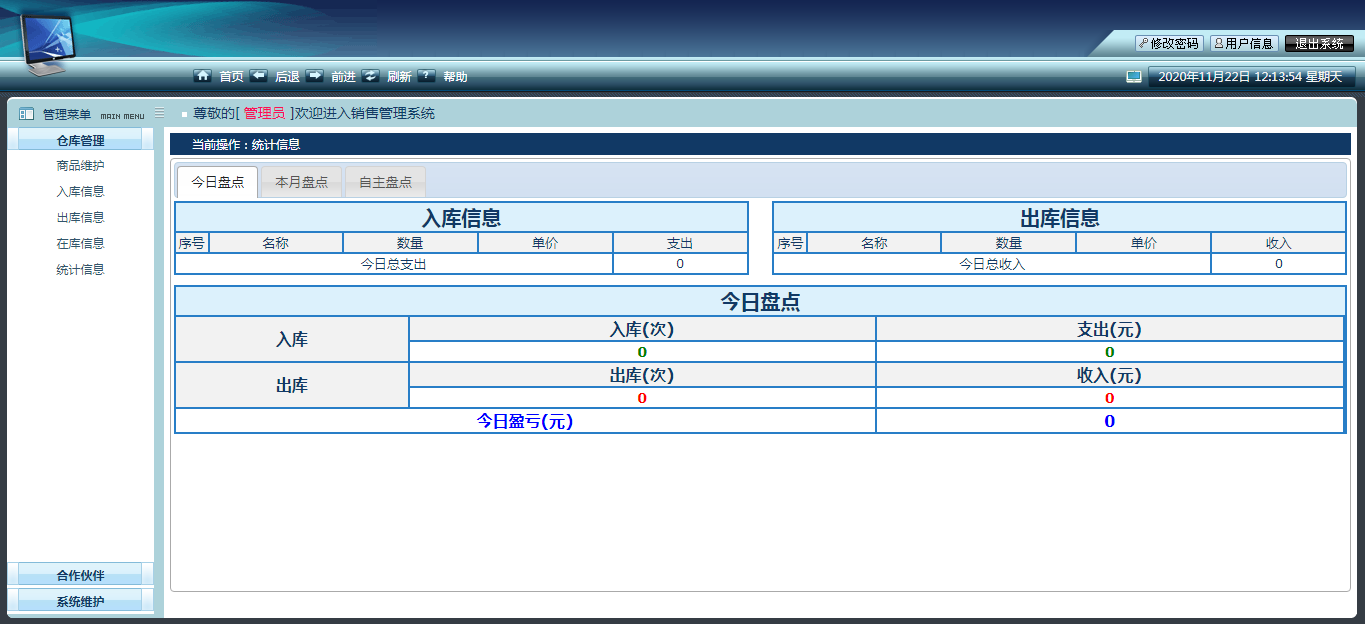 修改密码 用户信息 退出系统
首页 后退 前进 刷新 ? 帮助 2020年11月22日 12:13:54 星期天
管理菜单 MAIN MENU 尊敬的[ 管理员 ]欢迎进入销售管理系统
仓库管理
商品维护
入库信息
出库信息
在库信息
统计信息
合作伙伴
系统维护
当前操作：统计信息
今日盘点 本月盘点 自主盘点
入库信息
序号 名称 数量 单价 支出
今日总支出 0
出库信息
序号 名称 数量 单价 收入
今日总收入 0
今日盘点
入库 入库(次) 支出(元)
0 0
出库 出库(次) 收入(元)
0 0
今日盈亏(元) 0